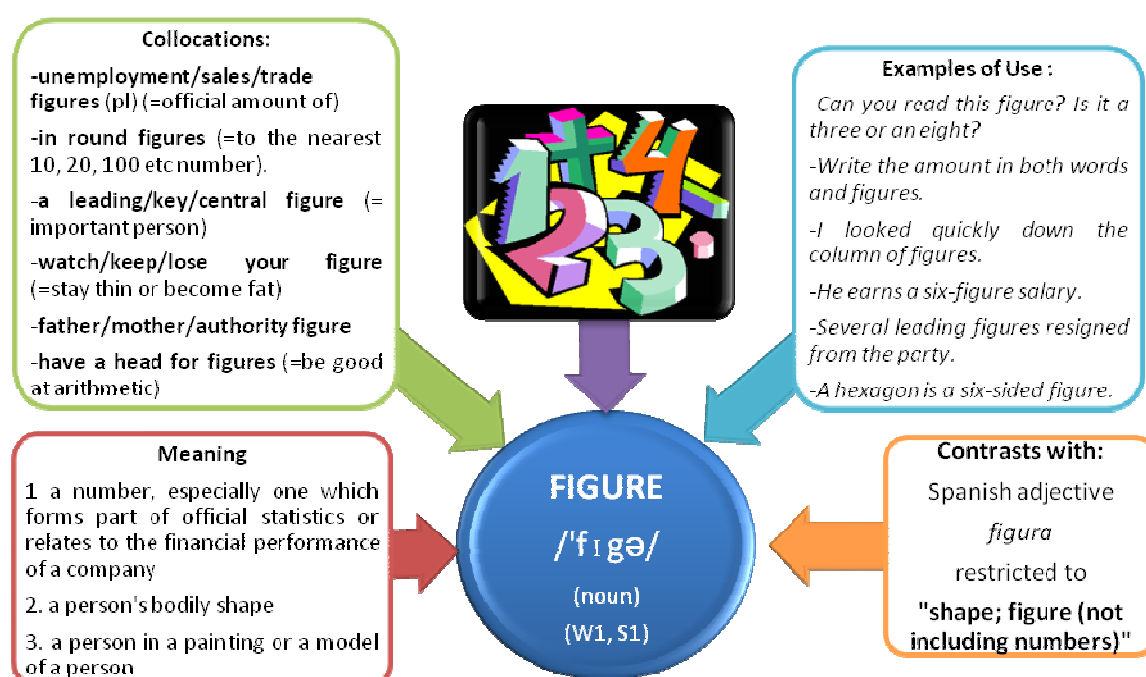 Collocations:
-unemployment/sales/trade
figures (pl) (=official amount of)
-in round figures (=to the nearest
10, 20, 100 etc number).
-a leading/key/central figure (=
important person)
-watch/keep/lose your figure
(=stay thin or become fat)
-father/mother/authority figure
-have a head for figures (=be good
at arithmetic)
Meaning
1 a number, especially one which
forms part of official statistics or
relates to the financial performance
of a company
2. a person's bodily shape
3. a person in a painting or a model
of a person
1 + 4
2 3
FIGURE
/'fɪgə/
(noun)
(W1, S1)
Examples of Use :
Can you read this figure? Is it a
three or an eight?
-Write the amount in both words
and figures.
-I looked quickly down the
column of figures.
-He earns a six-figure salary.
-Several leading figures resigned
from the party.
-A hexagon is a six-sided figure.
Contrasts with:
Spanish adjective
figura
restricted to
"shape; figure (not
including numbers)"